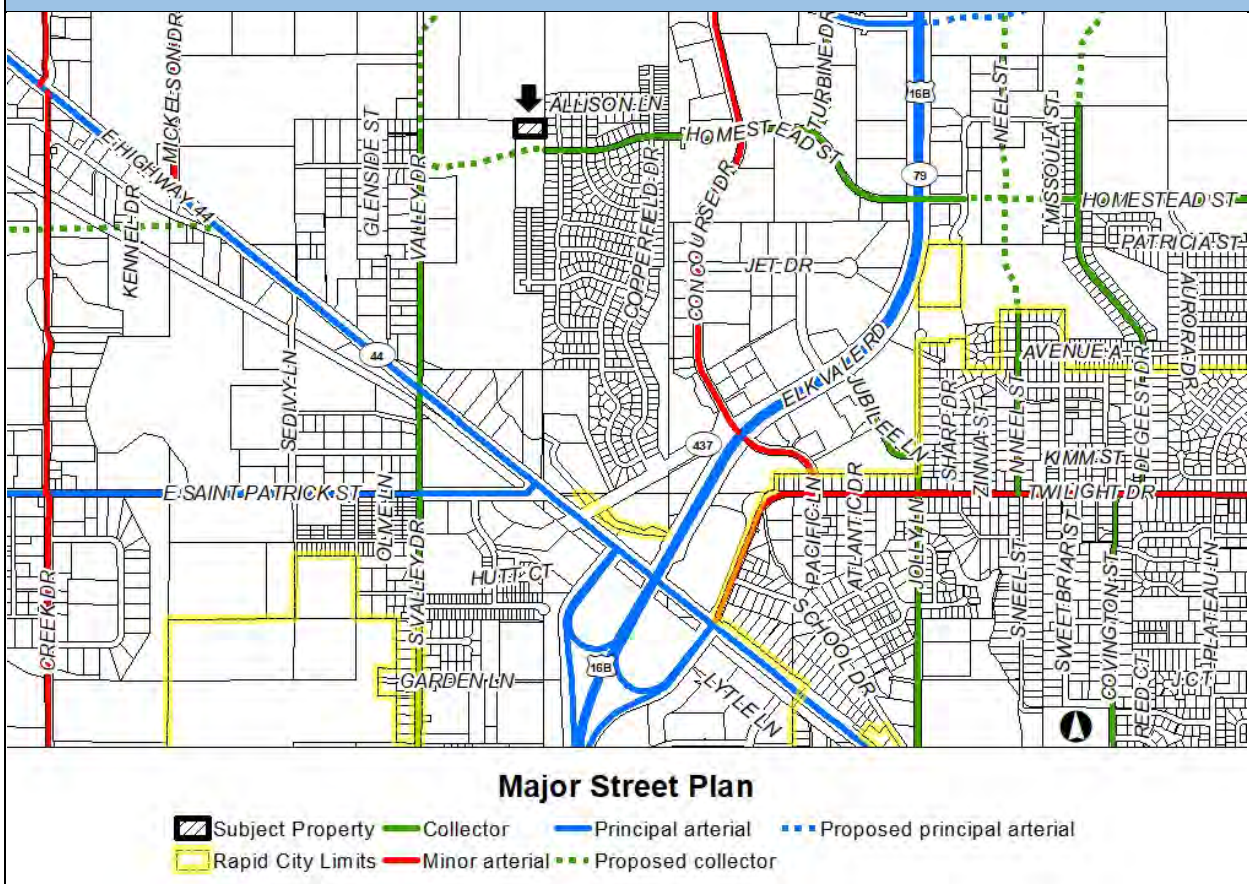 MICKELSON DR
ALLISON LN
TURBINE DR
16B
NEEL ST
MISSOULA ST
E HIGHWAY 44
GLENSIDE ST
VALLEY DR
HOMESTEAD ST
79
HOMESTEAD ST
KENNEL DR
COPPERFIELD DR
CONCOURSE DR
JET DR
PATRICIA ST
AURORA DR
44
SEDIVY LN
ELK VALE RD
AVENUE A
JUBILEE LN
SHARP DR
ZINNIA ST
N NEEL ST
DEGEEST DR
437
KIMM ST
E SAINT PATRICK ST
OLIVE LN
TWILIGHT DR
CREEK DR
S VALLEY DR
HUTT CT
PACIFIC LN
ATLANTIC DR
JOLLY LN
S NEEL ST
SWEETBRIAR ST
COVINGTON ST
REED CT
PLATEAU LN
J CT
SCHOOL DR
16B
GARDEN LN
LYTLE LN
Major Street Plan
Subject Property Collector Principal arterial Proposed principal arterial
Rapid City Limits Minor arterial Proposed collector